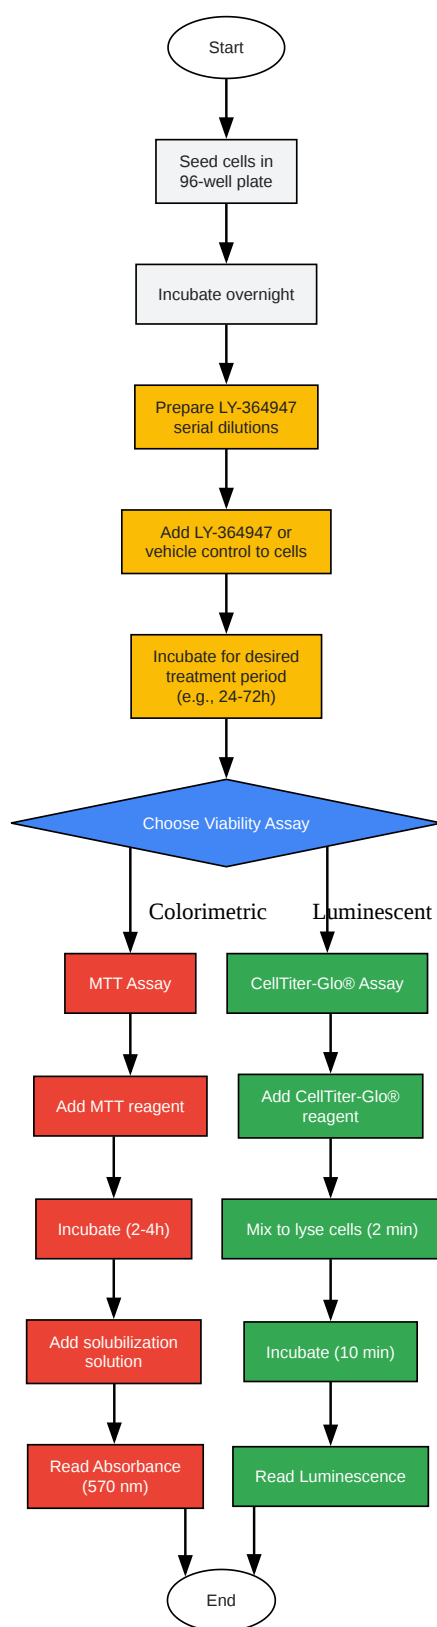 Start
Seed cells in
96-well plate
Incubate overnight
Prepare LY-364947
serial dilutions
Add LY-364947 or
vehicle control to cells
Incubate for desired
treatment period
(e.g., 24-72h)
Choose Viability Assay
Colorimetric
Luminescent
MTT Assay
CellTiter-Glo® Assay
Add MTT reagent
Add CellTiter-Glo®
reagent
Incubate (2-4h)
Mix to lyse cells (2 min)
Add solubilization
solution
Incubate (10 min)
Read Absorbance
(570 nm)
Read Luminescence
End